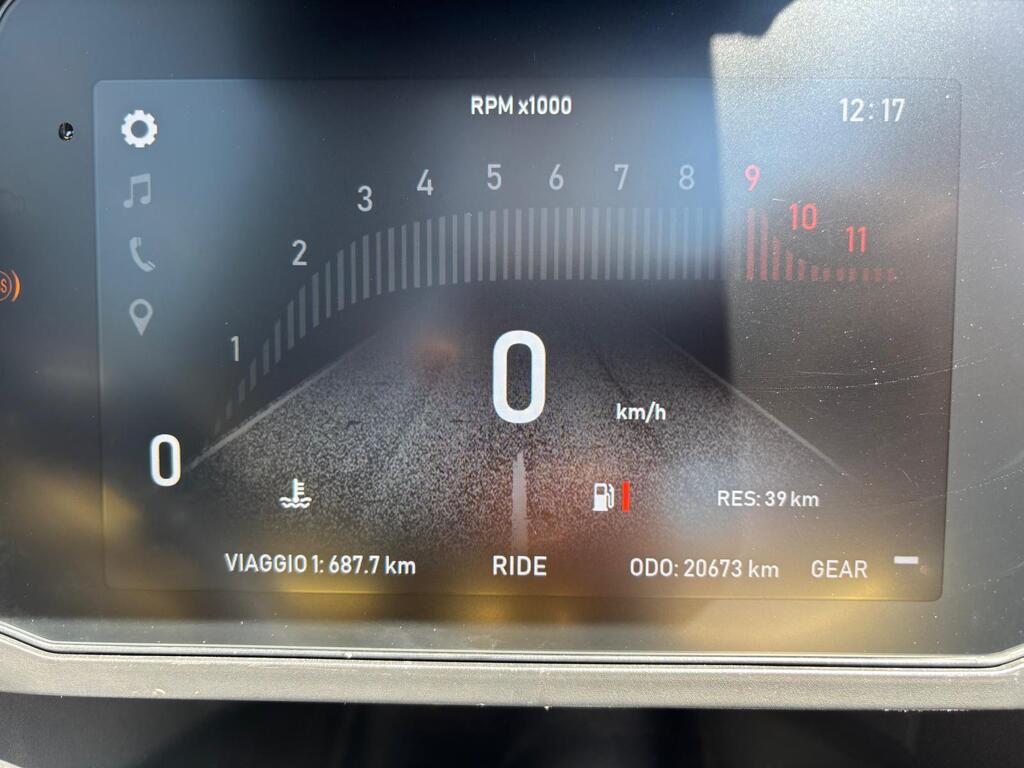 RPM x1000
12:17
1 2 3 4 5 6 7 8 9 10 11
0
km/h
0
RES: 39 km
VIAGGIO 1: 687.7 km
RIDE
ODO: 20673 km
GEAR –